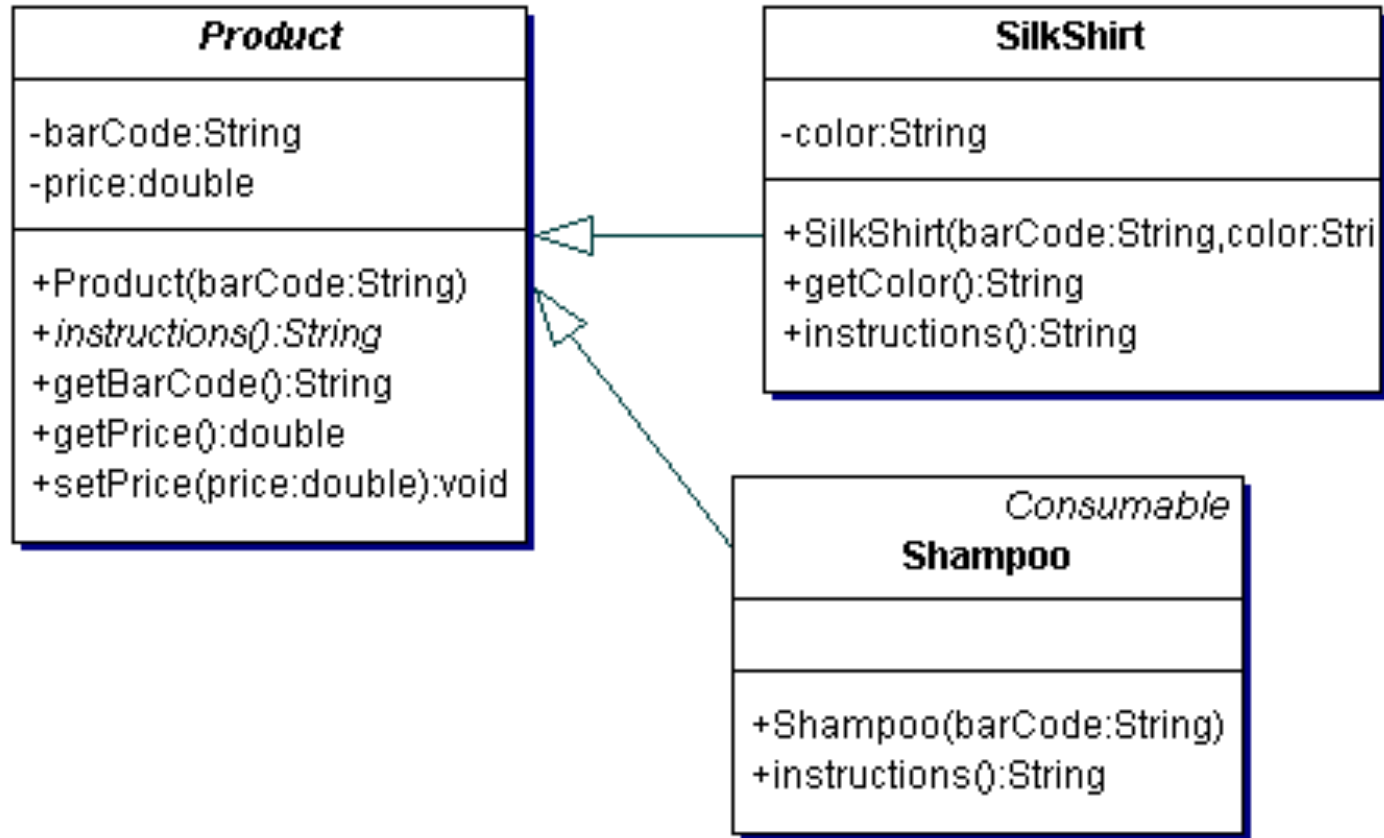 Product
-barCode:String
-price:double
+Product(barCode:String)
+instructions():String
+getBarCode():String
+getPrice():double
+setPrice(price:double):void
SilkShirt
-color:String
+SilkShirt(barCode:String,color:Stri
+getColor():String
+instructions():String
Consumable
Shampoo
+Shampoo(barCode:String)
+instructions():String